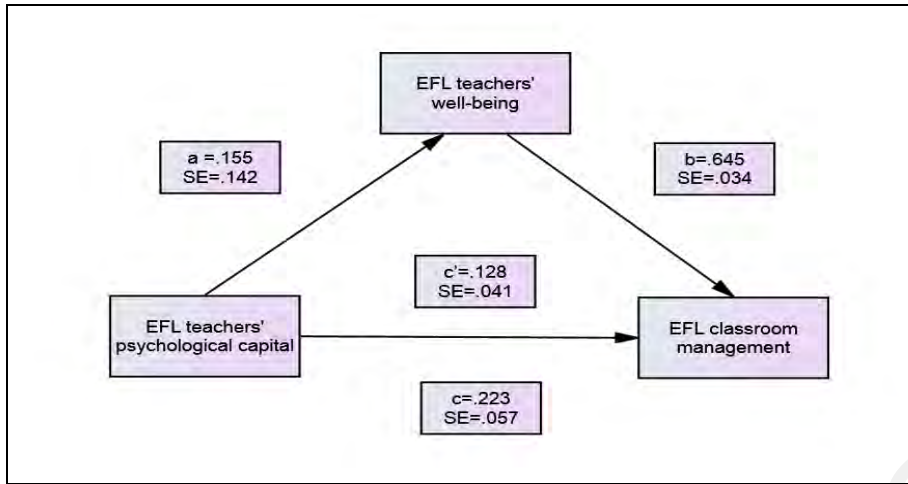 EFL teachers'
well-being
a =.155
SE=.142
b=.645
SE=.034
c'=.128
SE=.041
EFL teachers'
psychological capital
EFL classroom
management
c=.223
SE=.057